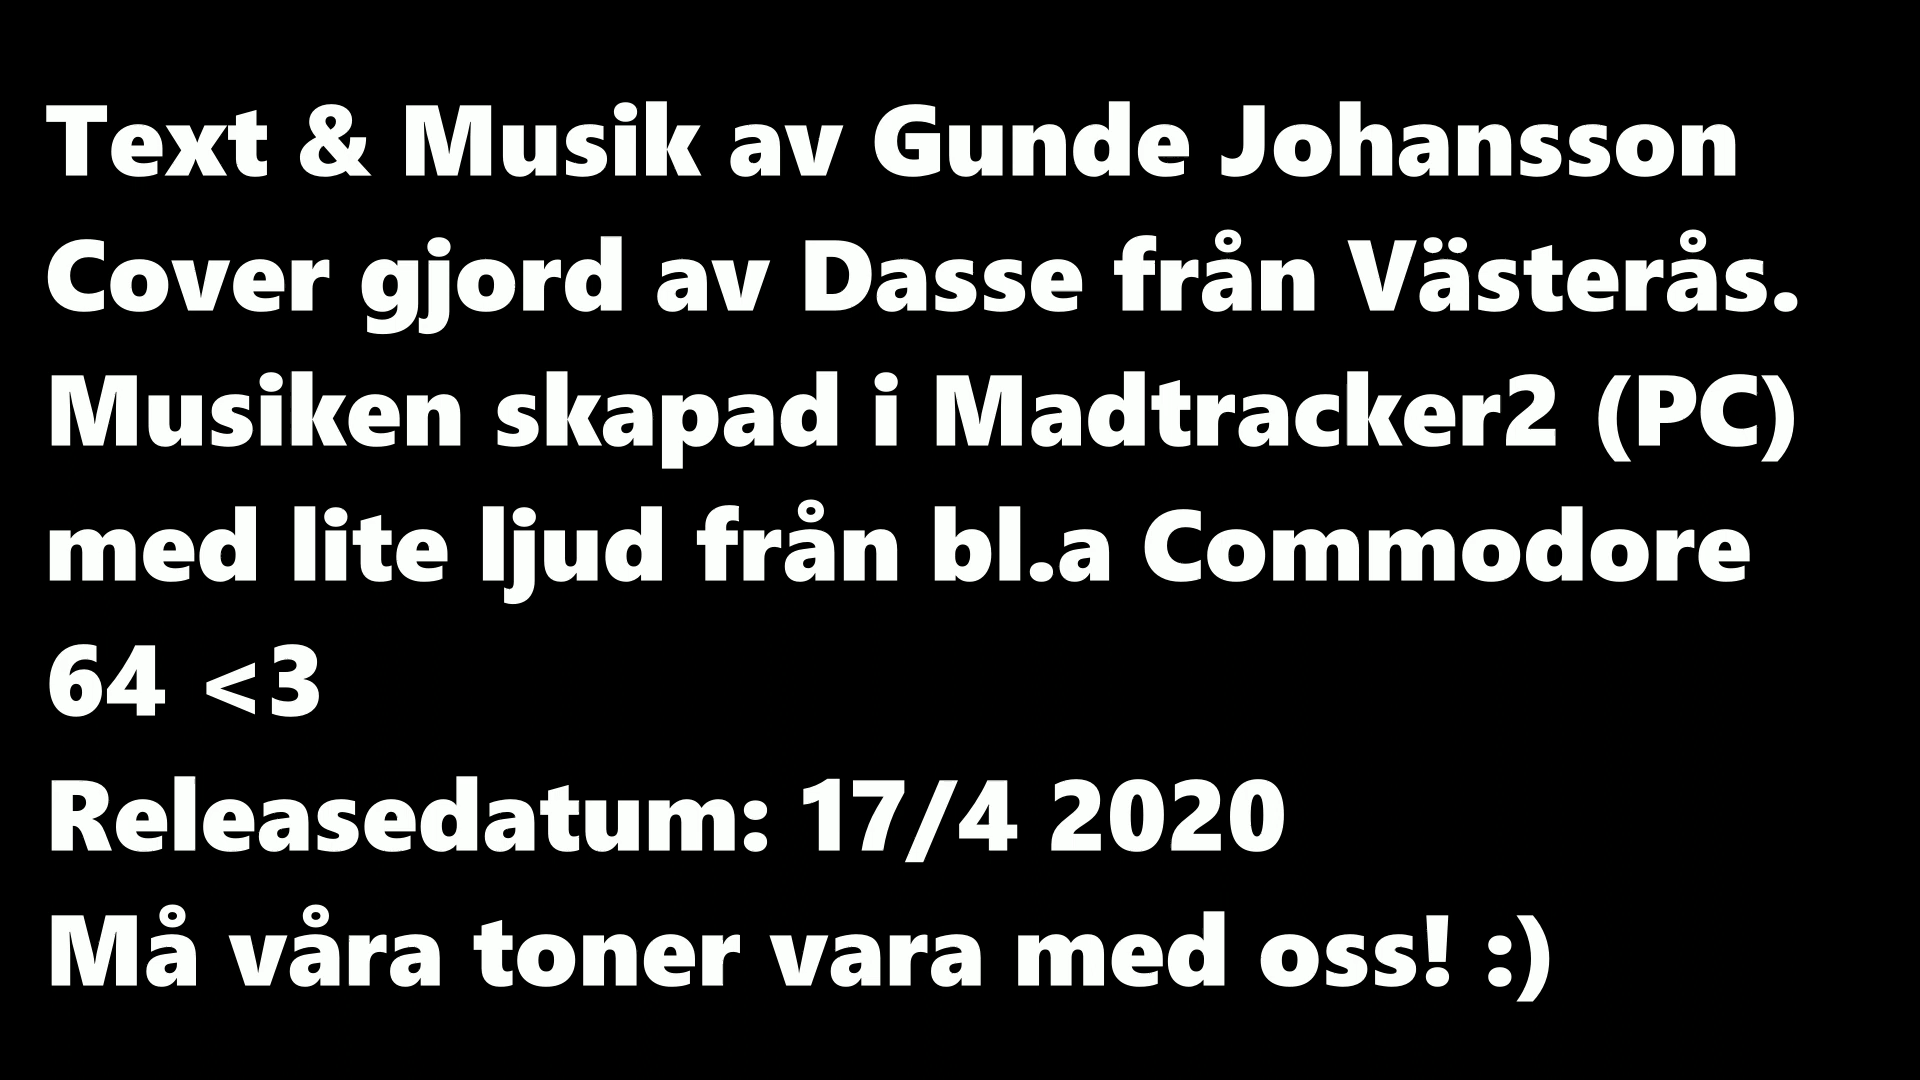 Text & Musik av Gunde Johansson
Cover gjord av Dasse från Västerås.
Musiken skapad i Madtracker2 (PC)
med lite ljud från bl.a Commodore
64 <3
Releasedatum: 17/4 2020
Må våra toner vara med oss! :)